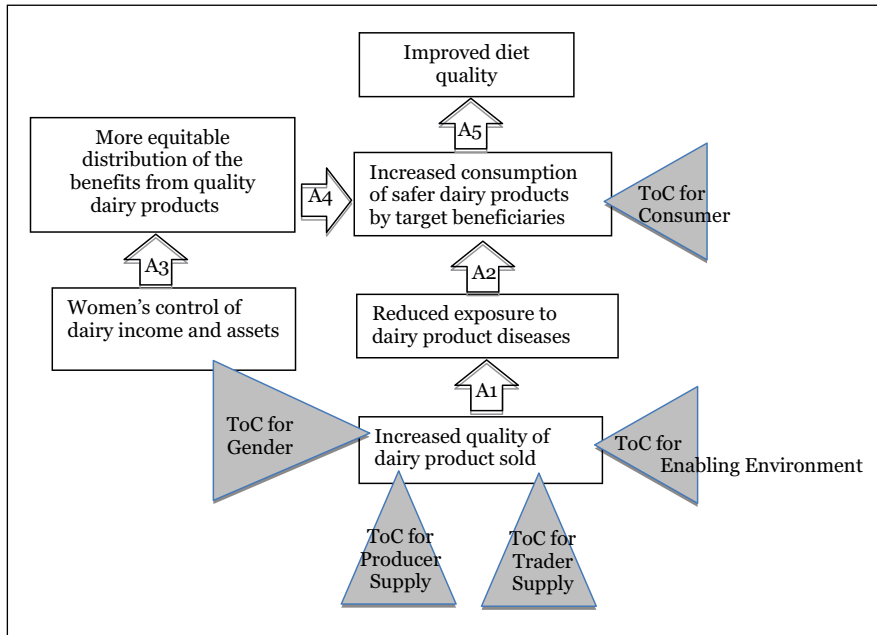 Improved diet
quality
A5
More equitable
distribution of the
benefits from quality
dairy products
A4
Increased consumption
of safer dairy products
by target beneficiaries
ToC for
Consumer
A3
A2
Women’s control of
dairy income and assets
Reduced exposure to
dairy product diseases
A1
ToC for
Gender
Increased quality of
dairy product sold
ToC for
Enabling Environment
ToC for
Producer
Supply
ToC for
Trader
Supply